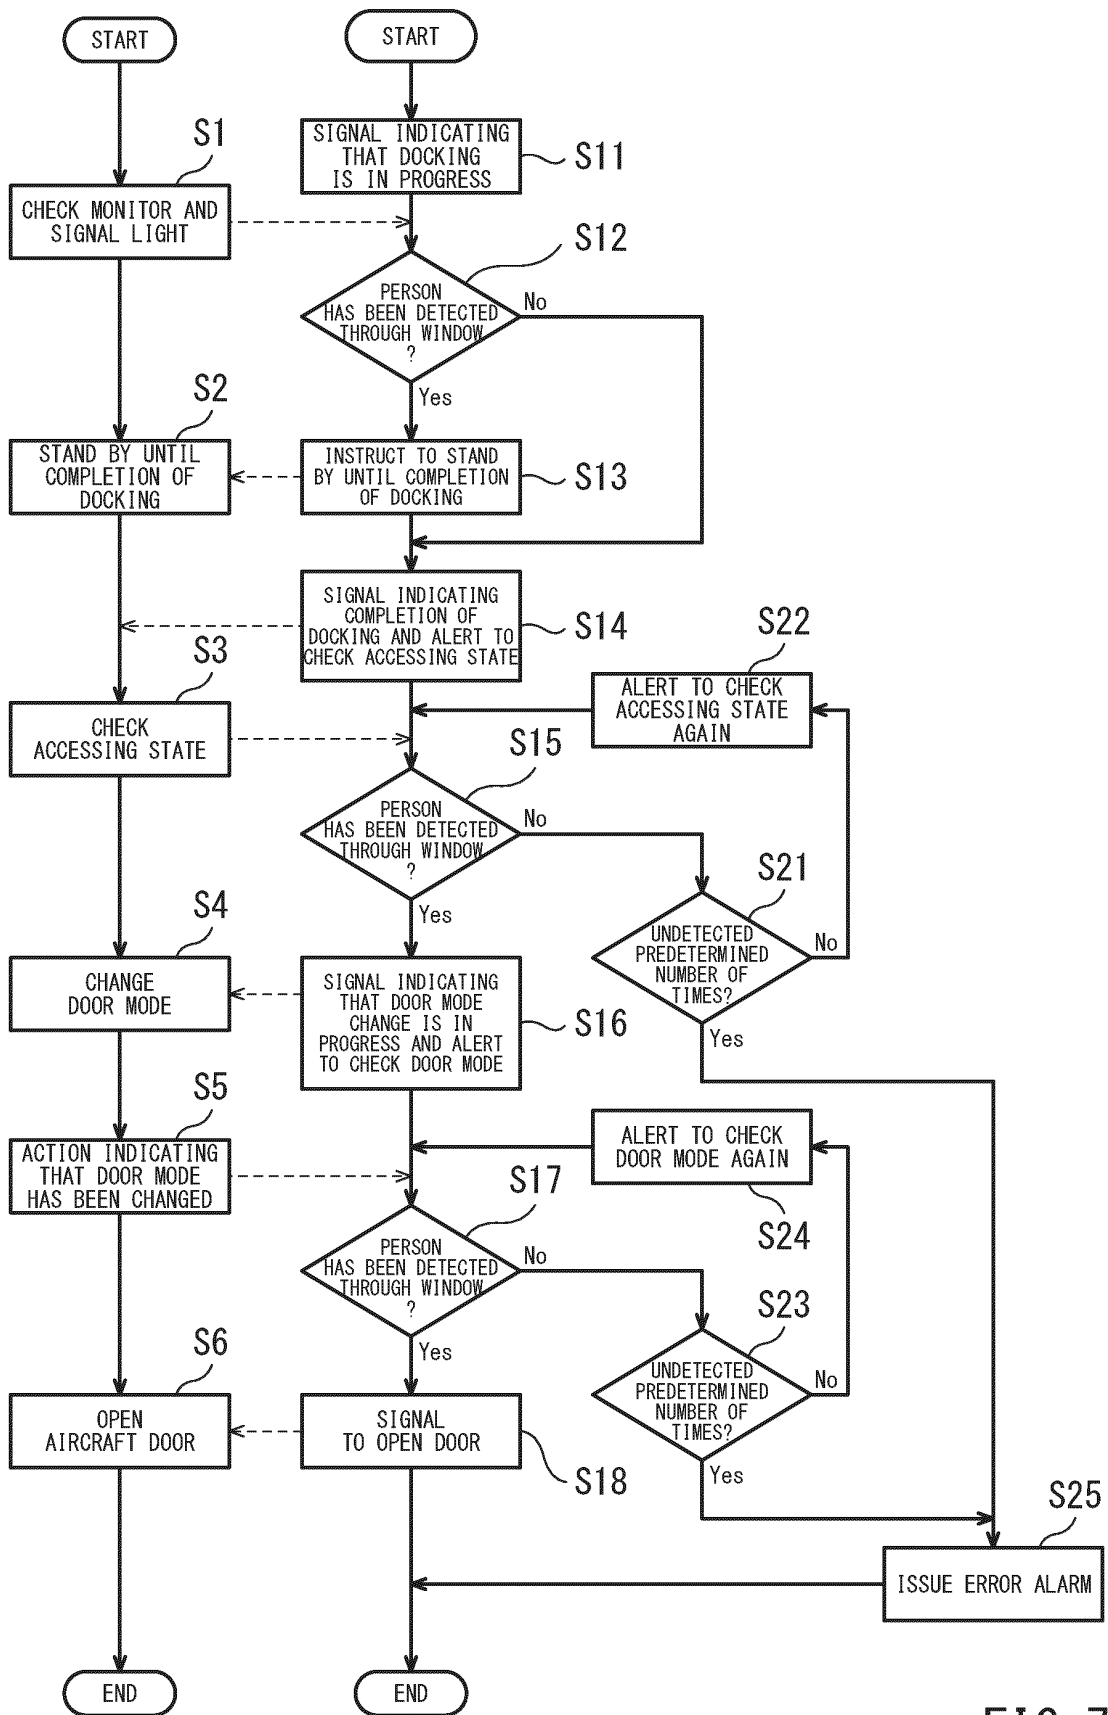 START
START
SIGNAL INDICATING
THAT DOCKING
IS IN PROGRESS
S11
S1
CHECK MONITOR AND
SIGNAL LIGHT
S12
PERSON
HAS BEEN DETECTED
THROUGH WINDOW
?
No
Yes
S2
STAND BY UNTIL
COMPLETION OF
DOCKING
INSTRUCT TO STAND
BY UNTIL COMPLETION
OF DOCKING
S13
SIGNAL INDICATING
COMPLETION OF
DOCKING AND ALERT TO
CHECK ACCESSING STATE
S14
S22
ALERT TO CHECK
ACCESSING STATE
AGAIN
S3
CHECK
ACCESSING STATE
S15
PERSON
HAS BEEN DETECTED
THROUGH WINDOW
?
No
Yes
S21
UNDETECTED
PREDETERMINED
NUMBER OF
TIMES?
No
Yes
S4
CHANGE
DOOR MODE
SIGNAL INDICATING
THAT DOOR MODE
CHANGE IS IN
PROGRESS AND ALERT
TO CHECK DOOR MODE
S16
S5
ACTION INDICATING
THAT DOOR MODE
HAS BEEN CHANGED
ALERT TO CHECK
DOOR MODE AGAIN
S24
S17
PERSON
HAS BEEN DETECTED
THROUGH WINDOW
?
No
Yes
S23
UNDETECTED
PREDETERMINED
NUMBER OF
TIMES?
No
Yes
S6
OPEN
AIRCRAFT DOOR
SIGNAL
TO OPEN DOOR
S18
S25
ISSUE ERROR ALARM
END
END